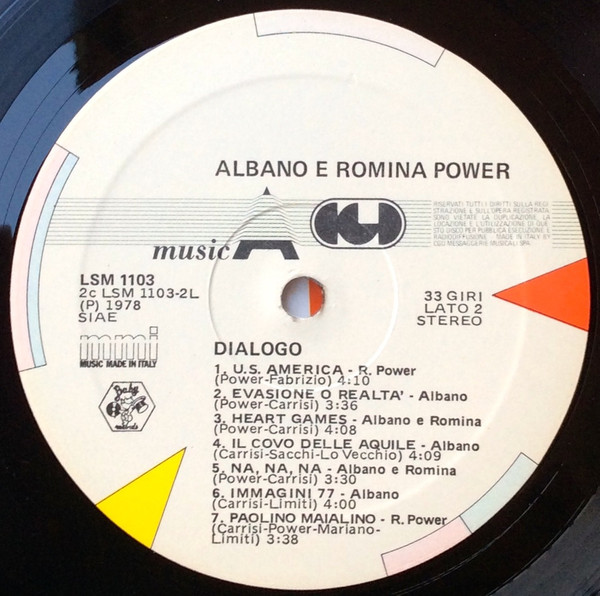 ALBANO E ROMINA POWER
music A
RISERVATI TUTTI I DIRITTI SULLA REGI
STRAZIONE E SULL'OPERA REGISTRATA:
SONO VIETATE LA DUPLICAZIONE, LA
LOCAZIONE E L'UTILIZZAZIONE DI QUE
STO DISCO PER PUBBLICA ESECUZIONE E
RADIODIFFUSIONE - MADE IN ITALY BY
CGD MESSAGGERIE MUSICALI SPA.
LSM 1103
2c LSM 1103-2L
(P) 1978
SIAE
33 GIRI
LATO 2
STEREO
mimi
MUSIC MADE IN ITALY
Baby
records
DIALOGO
1. U.S. AMERICA - R. Power
(Power-Fabrizio) 4:10
2. EVASIONE O REALTA' - Albano
(Power-Carrisi) 3:36
3. HEART GAMES - Albano e Romina
(Power-Carrisi) 4:08
4. IL COVO DELLE AQUILE - Albano
(Carrisi-Sacchi-Lo Vecchio) 4:09
5. NA, NA, NA - Albano e Romina
(Power-Carrisi) 3:30
6. IMMAGINI 77 - Albano
(Carrisi-Limiti) 4:00
7. PAOLINO MAIALINO - R. Power
(Carrisi-Power-Mariano-
Limiti) 3:38